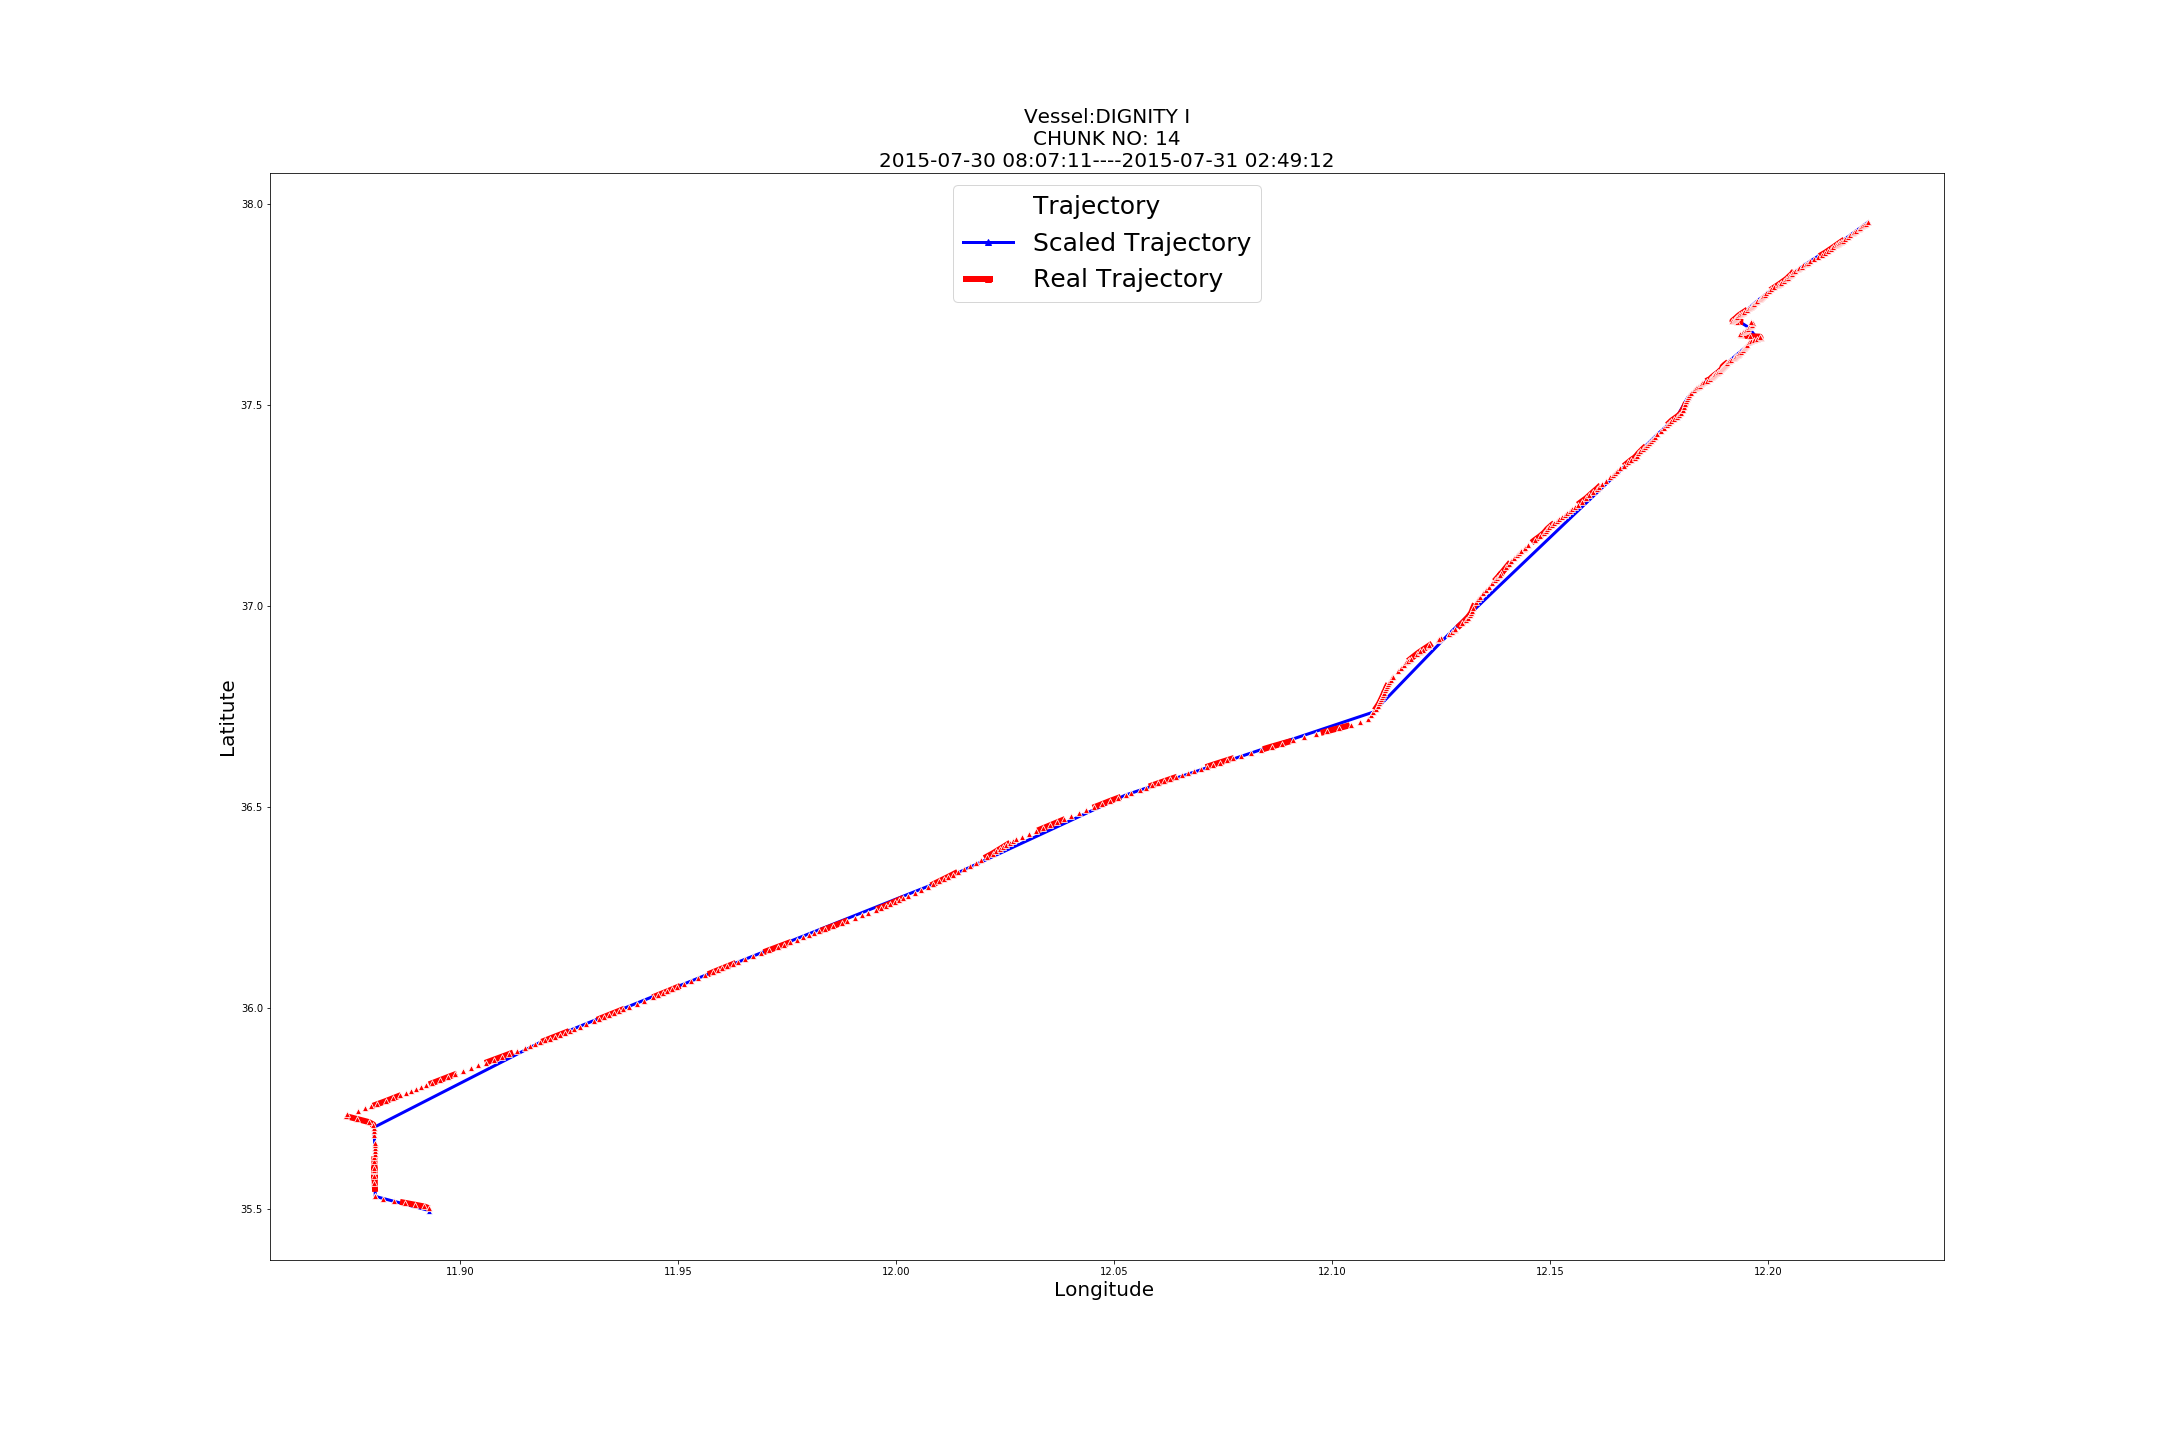 Vessel:DIGNITY I
CHUNK NO: 14
2015-07-30 08:07:11----2015-07-31 02:49:12
Trajectory
Scaled Trajectory
Real Trajectory
38.0
37.5
37.0
36.5
36.0
35.5
Latitute
11.90 11.95 12.00 12.05 12.10 12.15 12.20
Longitude